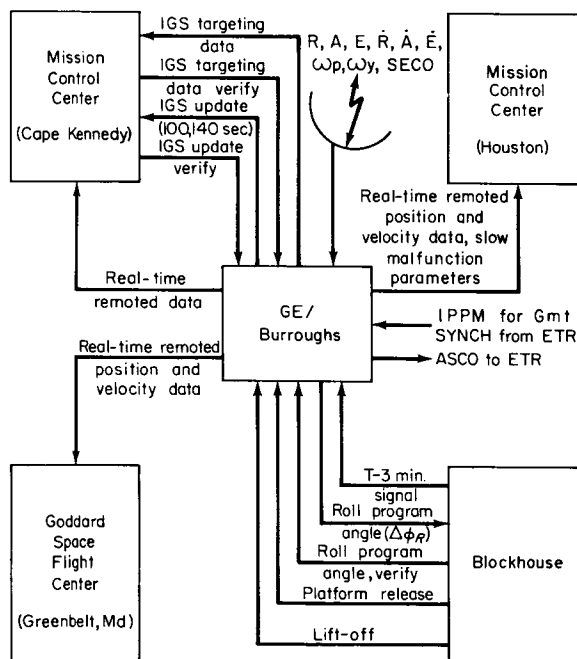 Mission
Control
Center
(Cape Kennedy)
IGS targeting
data
IGS targeting
data verify
IGS update
(100,140 sec)
IGS update
verify
R, A, E, Ṙ, Ȧ, Ė,
ωp,ωy, SECO
Mission
Control
Center
(Houston)
Real-time remoted
position and
velocity data, slow
malfunction
parameters
Real-time
remoted data
GE/
Burroughs
1PPM for Gmt
SYNCH from ETR
ASCO to ETR
Real-time remoted
position and
velocity data
Goddard
Space
Flight
Center
(Greenbelt, Md)
T-3 min.
signal
Roll program
angle(ΔϕR)
Roll program
angle,verify
Platform release
Lift-off
Blockhouse